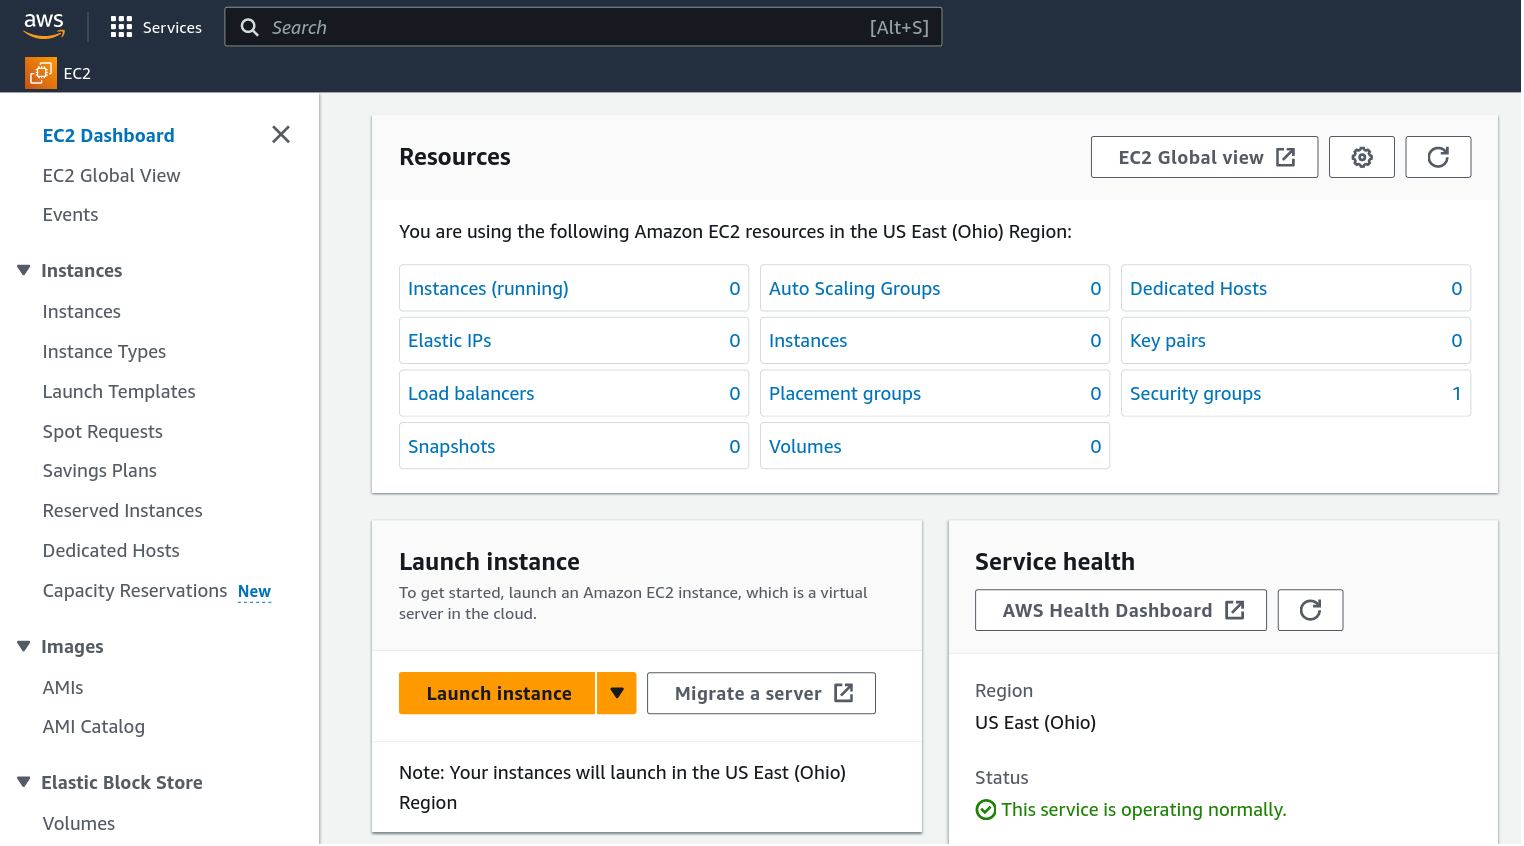 aws
Services
Search
[Alt+S]
EC2
EC2 Dashboard
EC2 Global View
Events
Instances
Instances
Instance Types
Launch Templates
Spot Requests
Savings Plans
Reserved Instances
Dedicated Hosts
Capacity Reservations New
Images
AMIs
AMI Catalog
Elastic Block Store
Volumes
Resources
EC2 Global view
You are using the following Amazon EC2 resources in the US East (Ohio) Region:
Instances (running) 0
Auto Scaling Groups 0
Dedicated Hosts 0
Elastic IPs 0
Instances 0
Key pairs 0
Load balancers 0
Placement groups 0
Security groups 1
Snapshots 0
Volumes 0
Launch instance
To get started, launch an Amazon EC2 instance, which is a virtual
server in the cloud.
Launch instance
Migrate a server
Note: Your instances will launch in the US East (Ohio)
Region
Service health
AWS Health Dashboard
Region
US East (Ohio)
Status
This service is operating normally.